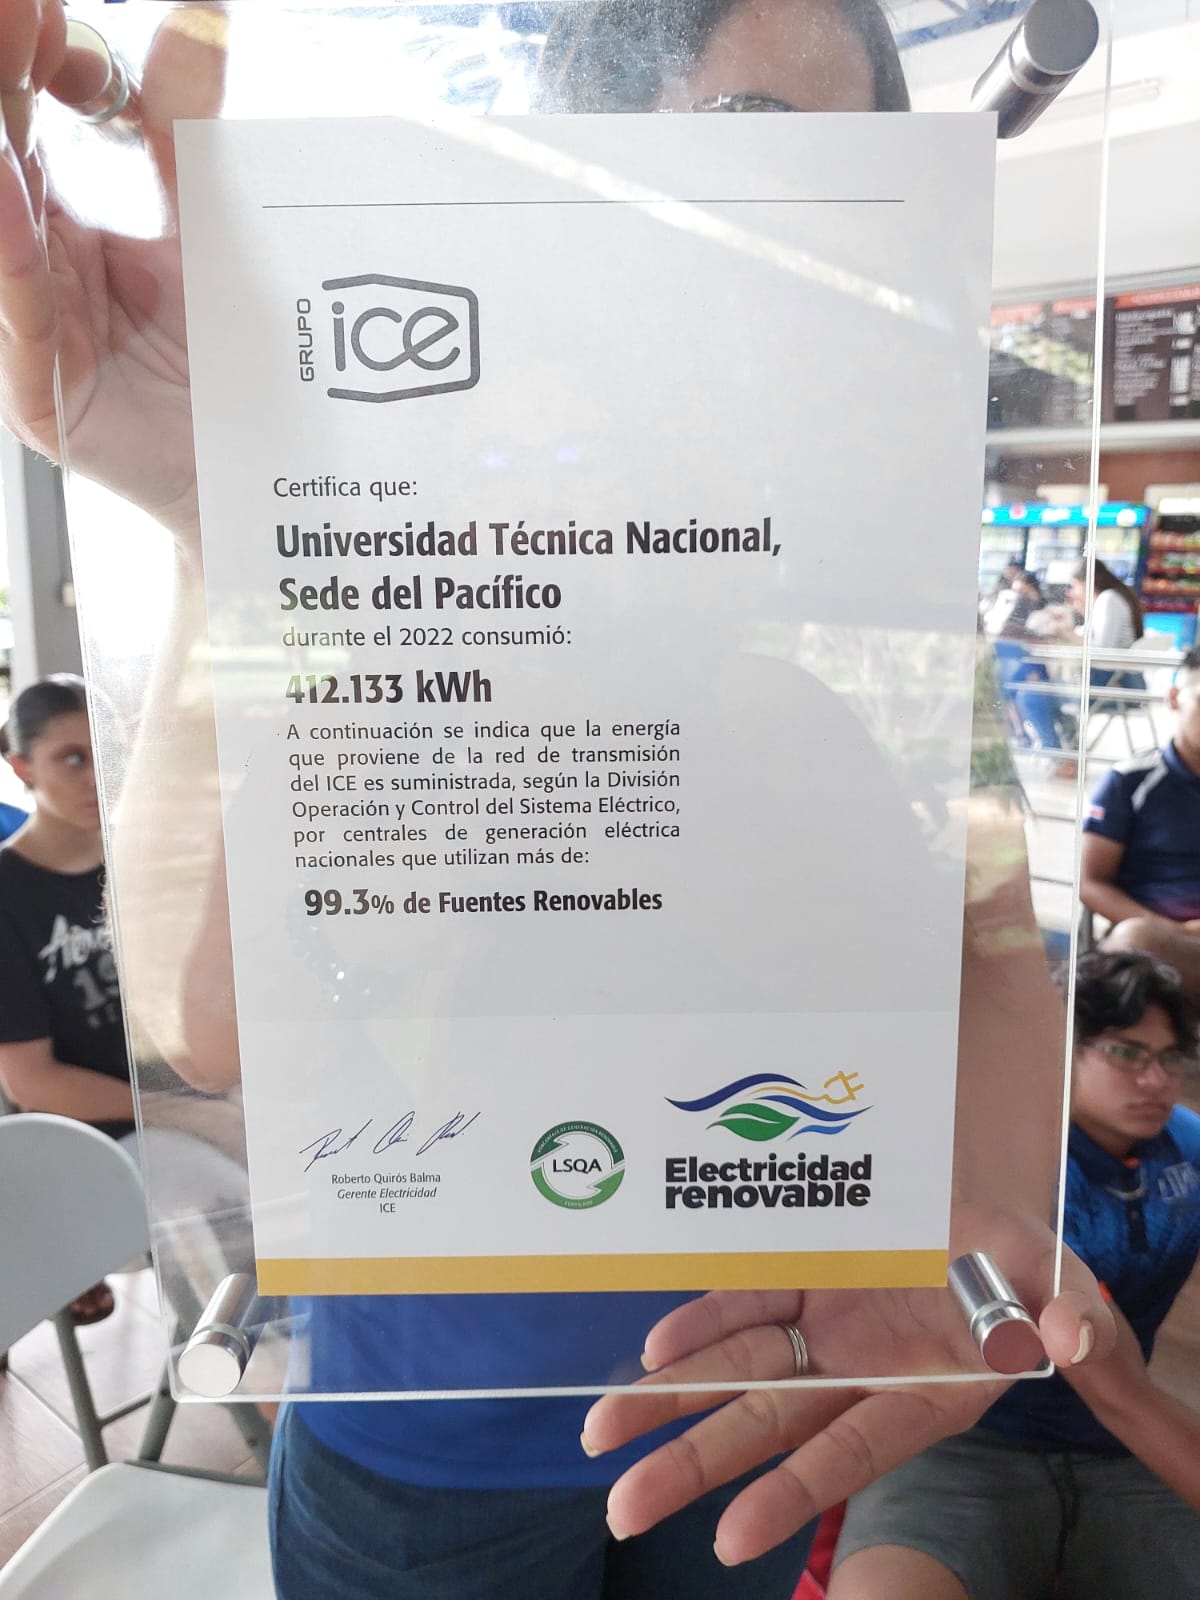 GRUPO
ice
Certifica que:
Universidad Técnica Nacional,
Sede del Pacífico
durante el 2022 consumió:
412.133 kWh
A continuación se indica que la energía
que proviene de la red de transmisión
del ICE es suministrada, según la División
Operación y Control del Sistema Eléctrico,
por centrales de generación eléctrica
nacionales que utilizan más de:
99.3% de Fuentes Renovables
Roberto Quirós Balma
Gerente Electricidad
ICE
LSQA
Electricidad
renovable